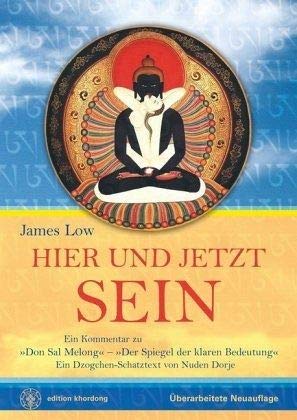 James Low
HIER UND JETZT
SEIN
Ein Kommentar zu
»Don Sal Melong« – »Der Spiegel der klaren Bedeutung«
Ein Dzogchen-Schatztext von Nuden Dorje
edition khordong
Überarbeitete Neuauflage